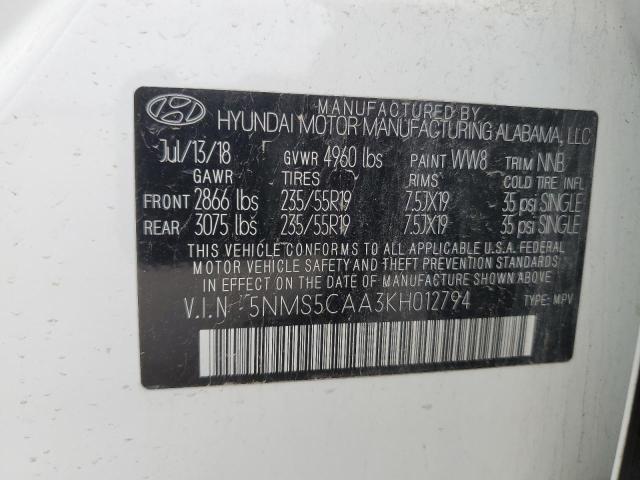 MANUFACTURED BY
HYUNDAI MOTOR MANUFACTURING ALABAMA, LLC
Jul/13/18 GVWR 4960 lbs PAINT WW8 TRIM NNB
GAWR TIRES RIMS COLD TIRE INFL
FRONT 2866 lbs 235/55R19 7.5JX19 35 psi SINGLE
REAR 3075 lbs 235/55R19 7.5JX19 35 psi SINGLE
THIS VEHICLE CONFORMS TO ALL APPLICABLE U.S.A. FEDERAL
MOTOR VEHICLE SAFETY, BUMPER, AND THEFT PREVENTION STANDARDS
IN EFFECT ON THE DATE OF MANUFACTURE SHOWN ABOVE.
V.I.N 5NMS5CAA3KH012794 TYPE: MPV